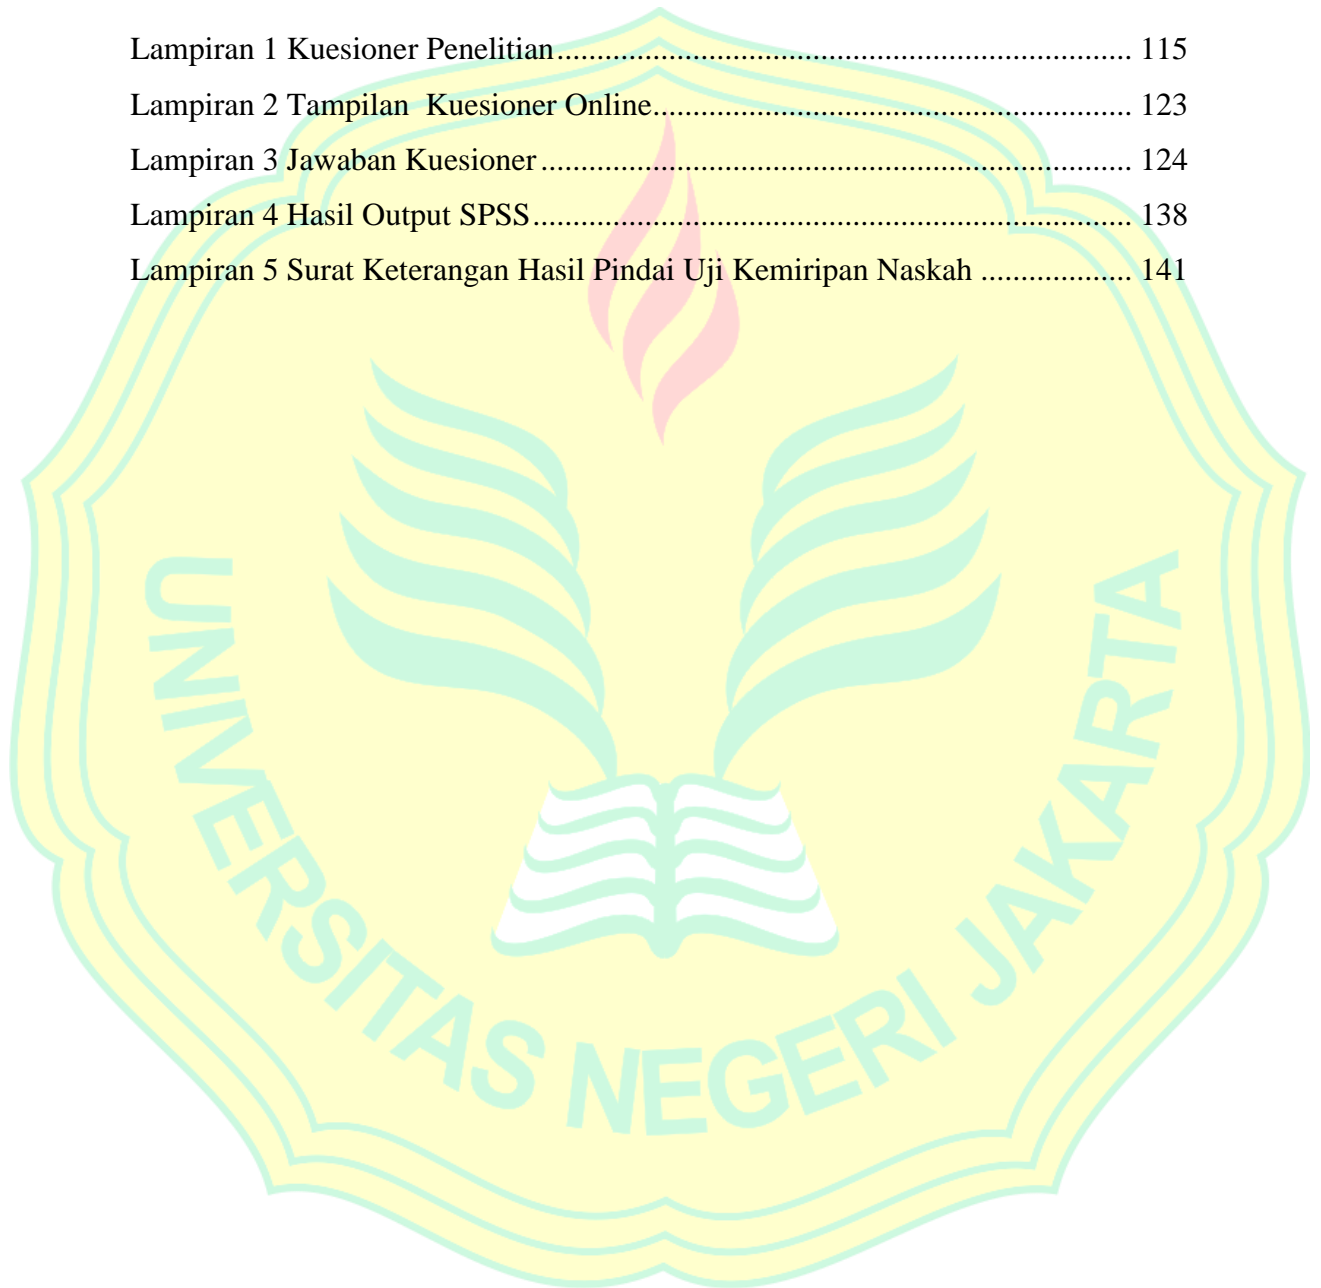 Lampiran 1 Kuesioner Penelitian....................................................................... 115
Lampiran 2 Tampilan  Kuesioner Online........................................................... 123
Lampiran 3 Jawaban Kuesioner ......................................................................... 124
Lampiran 4 Hasil Output SPSS.......................................................................... 138
Lampiran 5 Surat Keterangan Hasil Pindai Uji Kemiripan Naskah ................... 141
UNIVERSITAS NEGERI JAKARTA